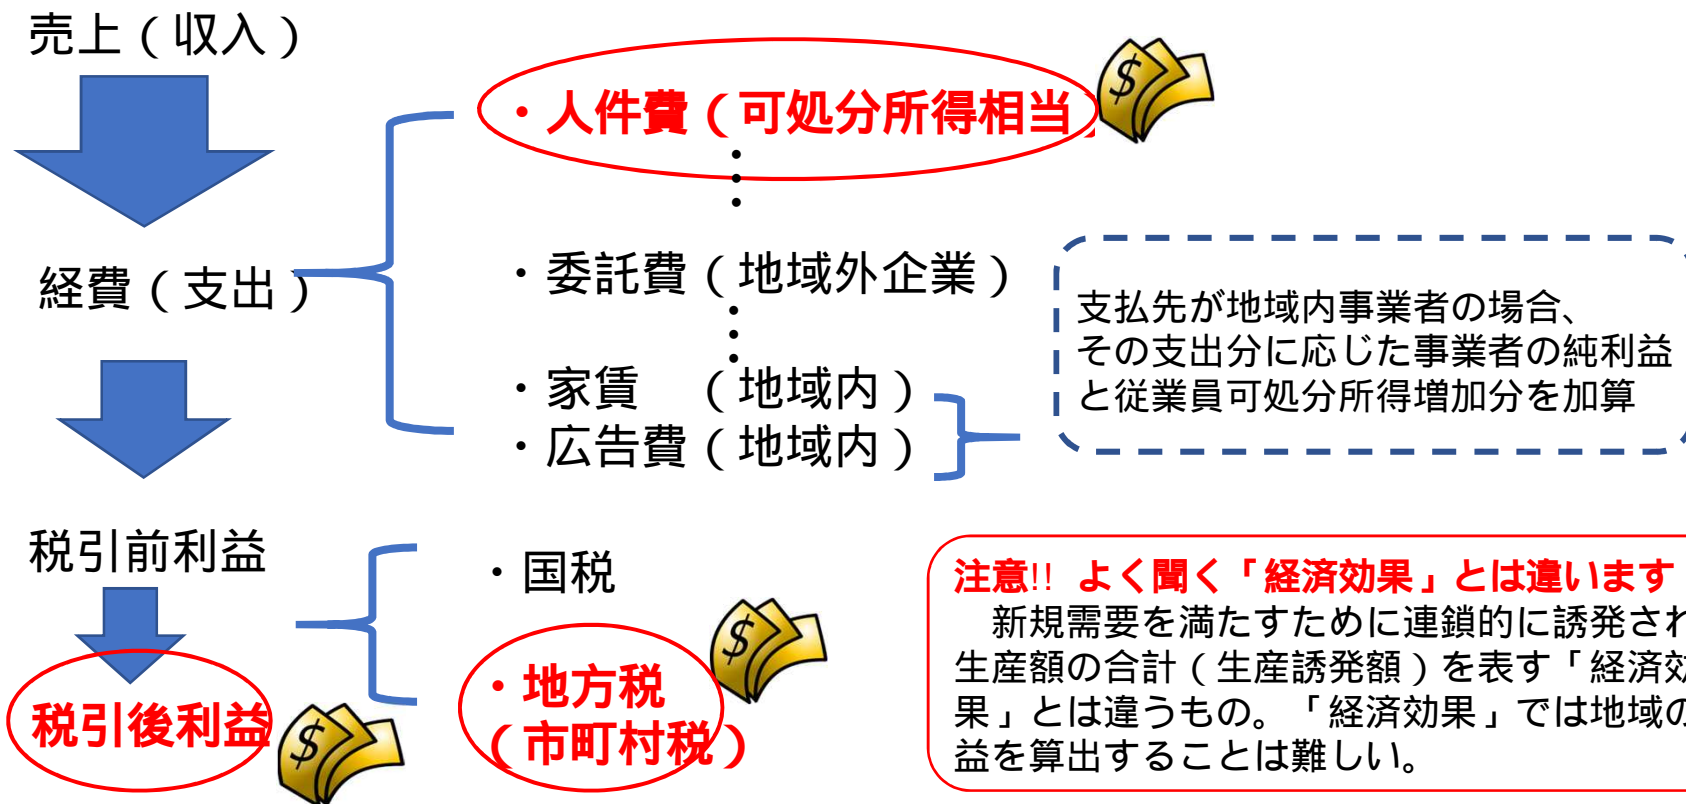 売上（収入）
・人件費（可処分所得相当）
経費（支出）
・委託費（地域外企業）
・家賃　（地域内）
・広告費（地域内）
支払先が地域内事業者の場合、
その支出分に応じた事業者の純利益
と従業員可処分所得増加分を加算
税引前利益
・国税
・地方税
（市町村税）
税引後利益
注意!! よく聞く「経済効果」とは違います
　新規需要を満たすために連鎖的に誘発され
生産額の合計（生産誘発額）を表す「経済効
果」とは違うもの。「経済効果」では地域の
益を算出することは難しい。